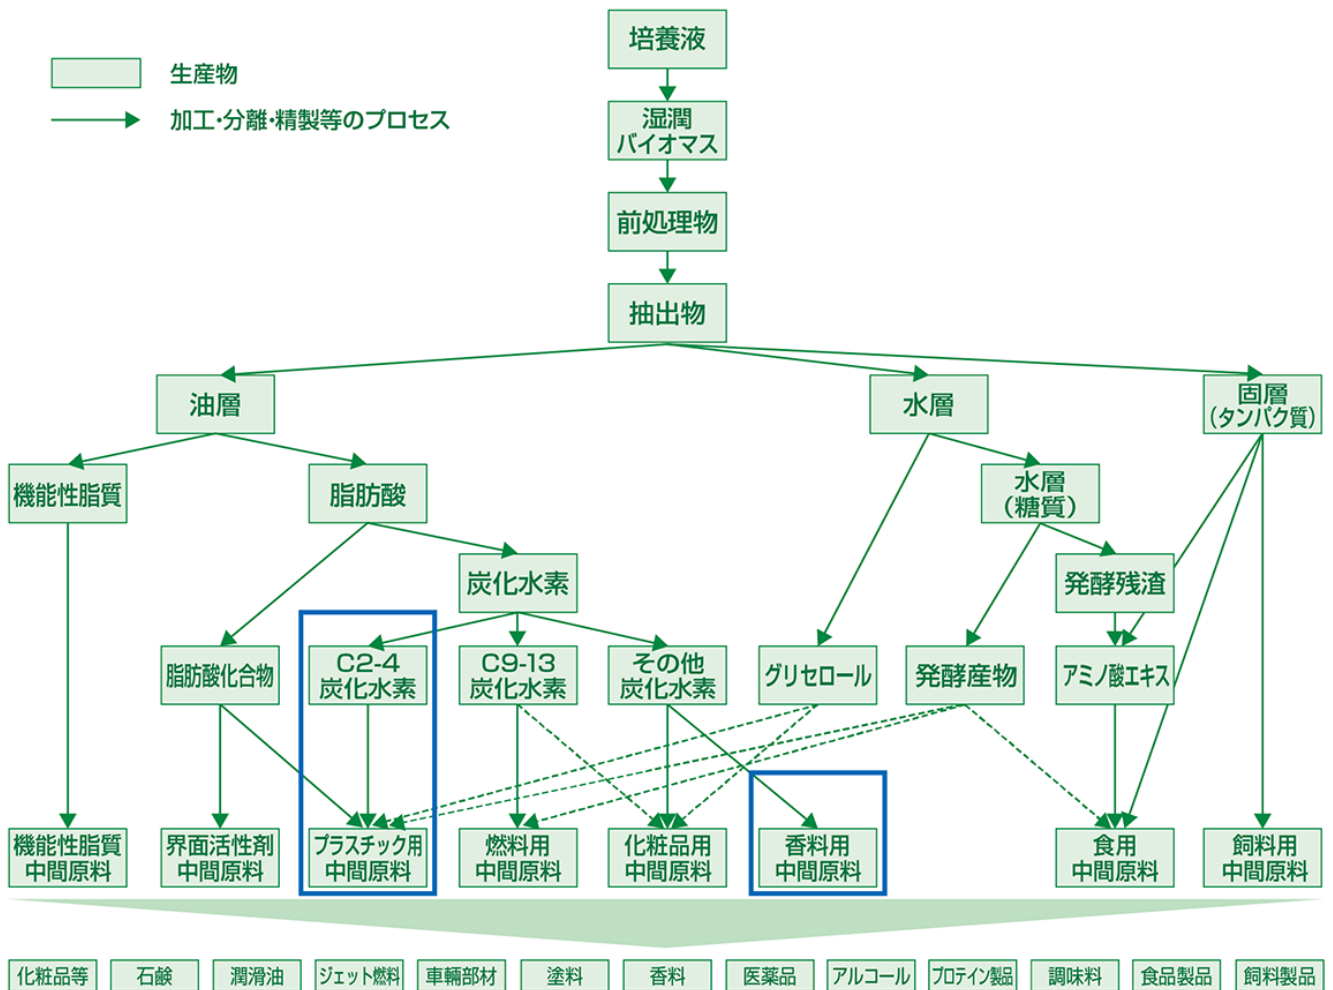 培養液
生産物
加工・分離・精製等のプロセス
湿潤
バイオマス
前処理物
抽出物
油層
水層
固層
（タンパク質）
機能性脂質
脂肪酸
水層
（糖質）
炭化水素
発酵残渣
脂肪酸化合物
C2-4
炭化水素
C9-13
炭化水素
その他
炭化水素
グリセロール
発酵産物
アミノ酸エキス
機能性脂質
中間原料
界面活性剤
中間原料
プラスチック用
中間原料
燃料用
中間原料
化粧品用
中間原料
香料用
中間原料
食用
中間原料
飼料用
中間原料
化粧品等
石鹸
潤滑油
ジェット燃料
車輛部材
塗料
香料
医薬品
アルコール
プロテイン製品
調味料
食品製品
飼料製品